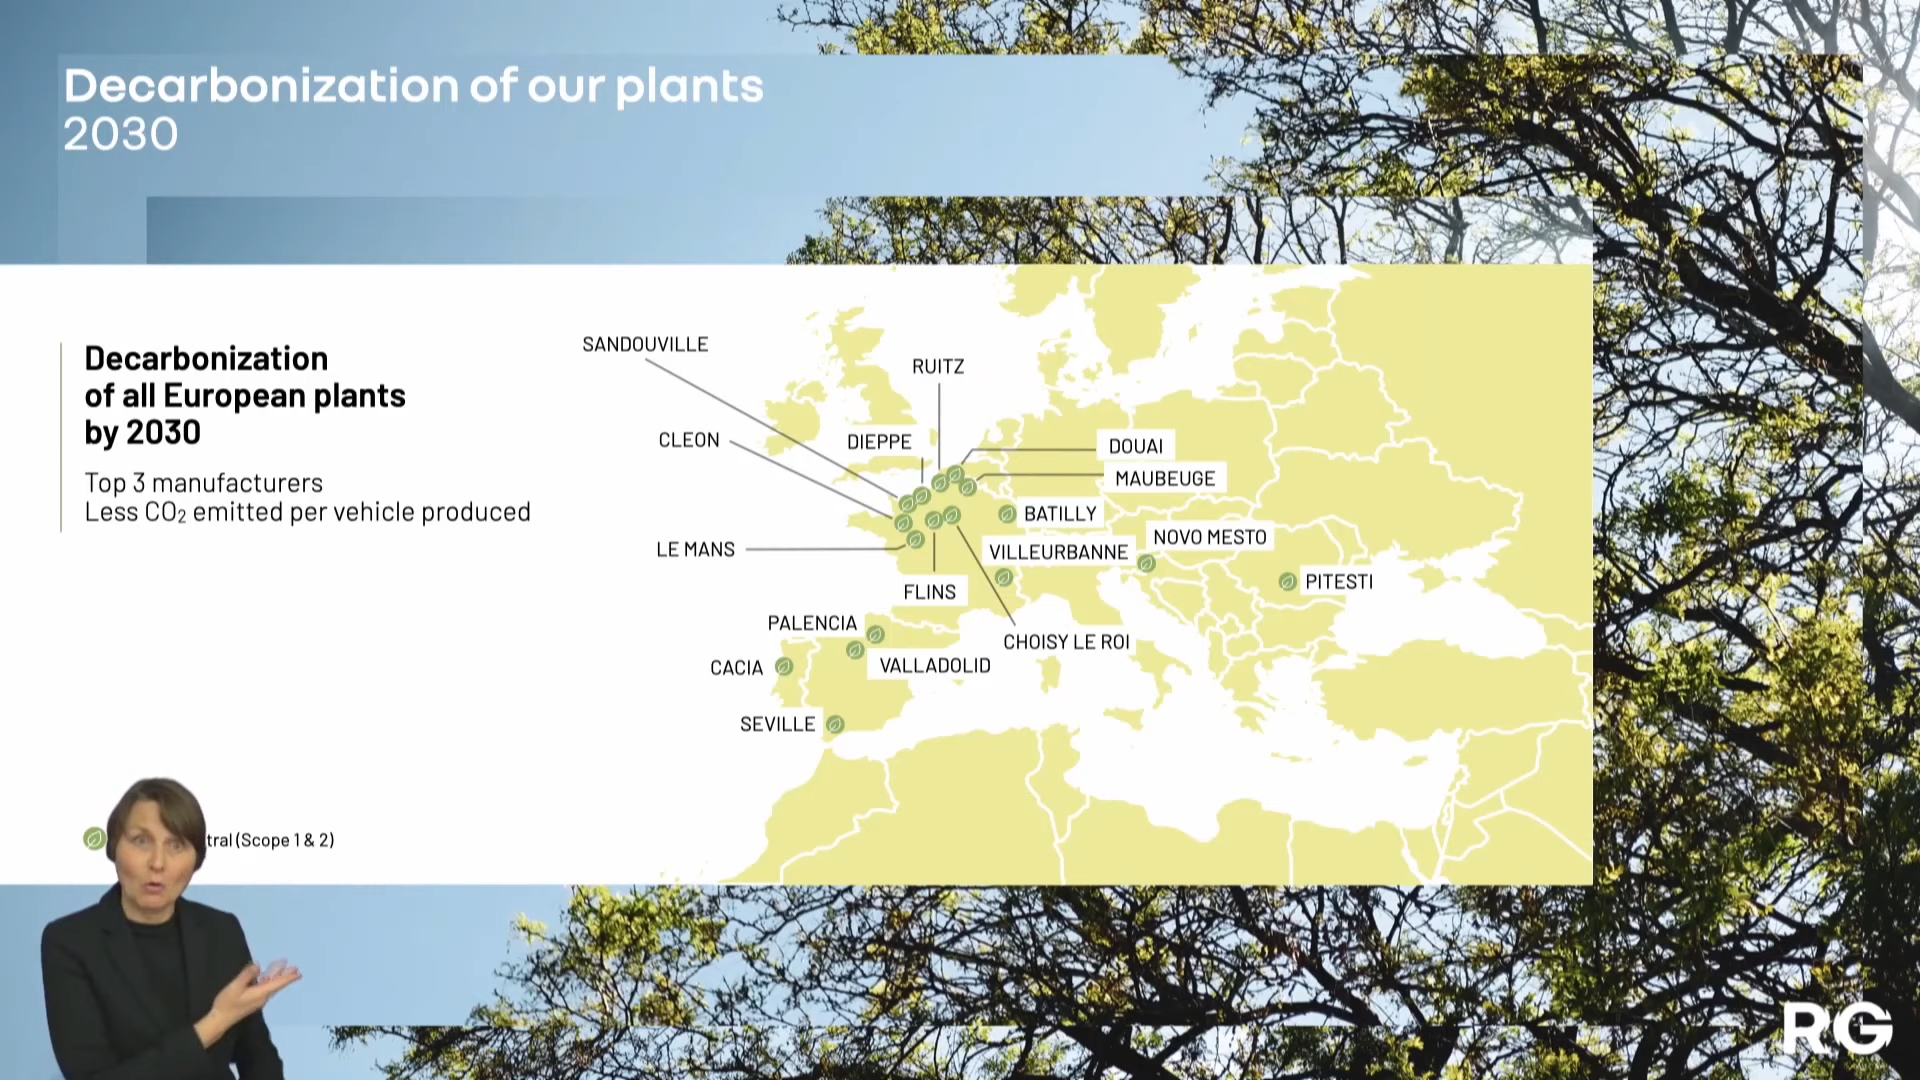 Decarbonization of our plants
2030
Decarbonization
of all European plants
by 2030
Top 3 manufacturers
Less CO₂ emitted per vehicle produced
SANDOUVILLE
RUITZ
CLEON
DIEPPE
DOUAI
MAUBEUGE
BATILLY
NOVO MESTO
LE MANS
VILLEURBANNE
PITESTI
FLINS
PALENCIA
CHOISY LE ROI
CACIA
VALLADOLID
SEVILLE
(Scope 1 & 2)
RG